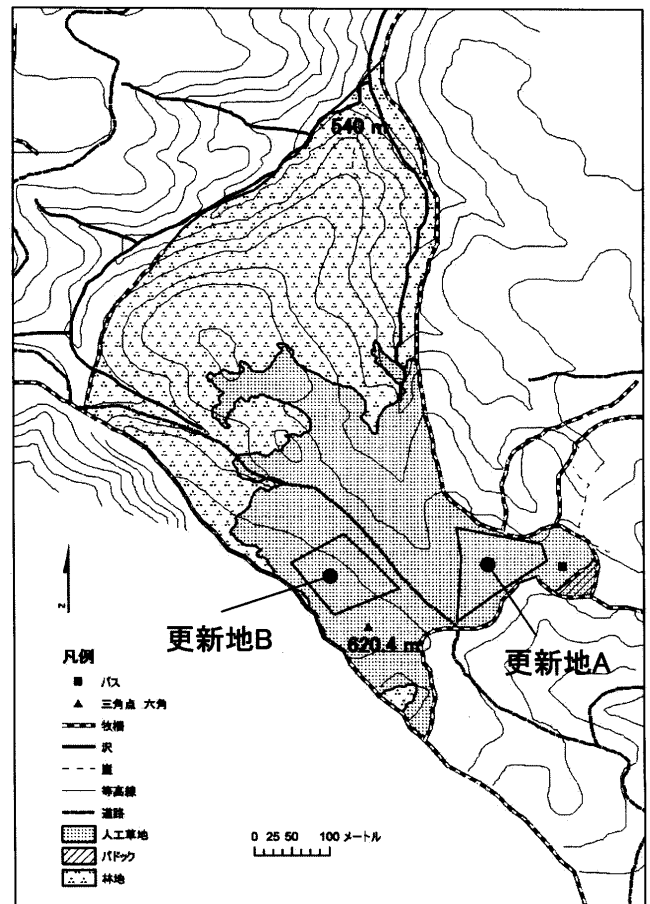 540 m
更新地B
620.4 m
更新地A
N
凡例
バス
三角点 六角
牧柵
沢
崖
等高線
道路
人工草地
パドック
林地
0 25 50 100 メートル